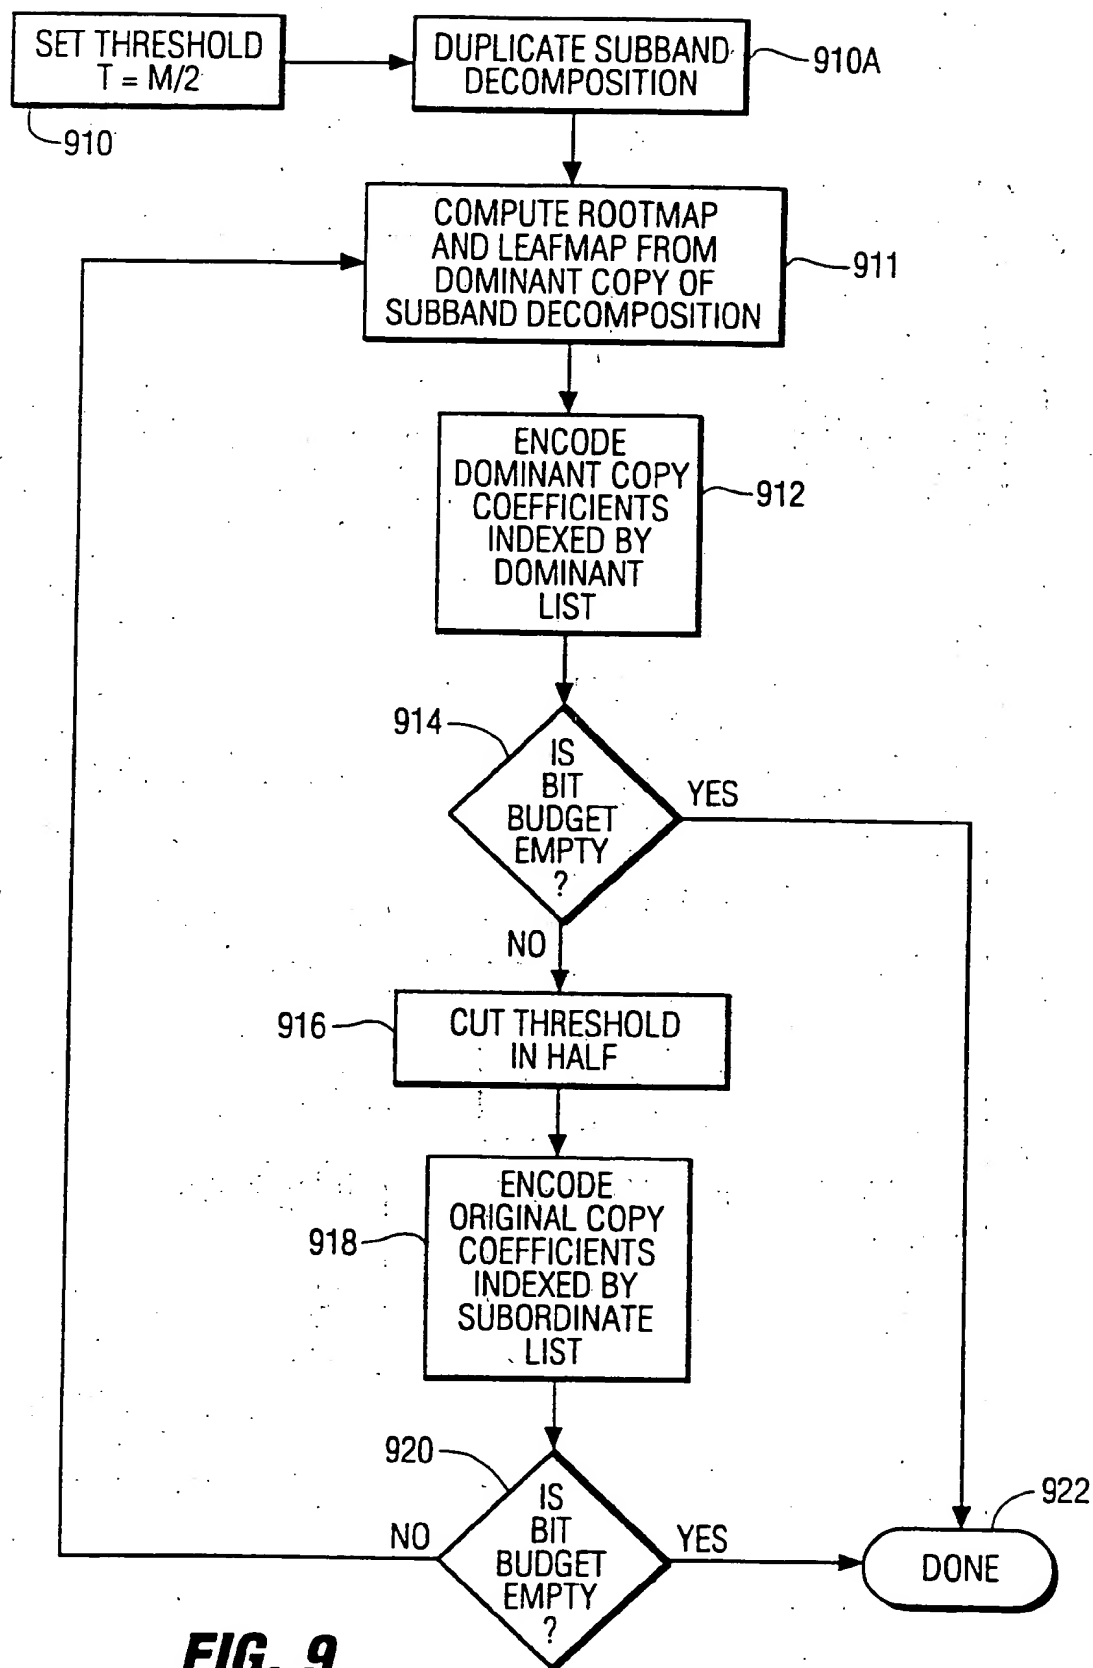 SET THRESHOLD
T = M/2
910
DUPLICATE SUBBAND
DECOMPOSITION
910A
COMPUTE ROOTMAP
AND LEAFMAP FROM
DOMINANT COPY OF
SUBBAND DECOMPOSITION
911
ENCODE
DOMINANT COPY
COEFFICIENTS
INDEXED BY
DOMINANT
LIST
912
914
IS
BIT
BUDGET
EMPTY
?
YES
NO
916
CUT THRESHOLD
IN HALF
918
ENCODE
ORIGINAL COPY
COEFFICIENTS
INDEXED BY
SUBORDINATE
LIST
920
IS
BIT
BUDGET
EMPTY
?
NO
YES
922
DONE
FIG. 9